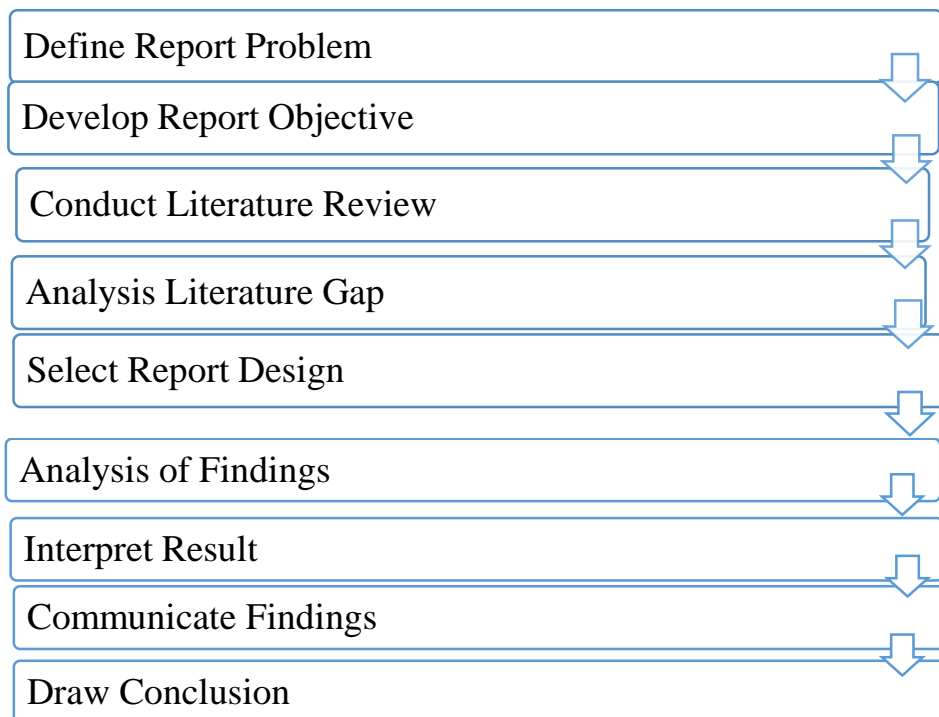 Define Report Problem
Develop Report Objective
Conduct Literature Review
Analysis Literature Gap
Select Report Design
Analysis of Findings
Interpret Result
Communicate Findings
Draw Conclusion